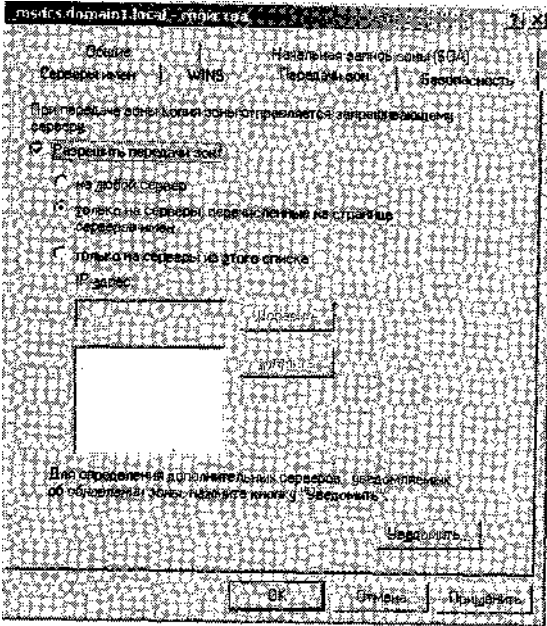 _msdcs.domain1.local - свойства
Общие
Начальная запись зоны (SOA)
Серверы имен
WINS
Передачи зон
Безопасность
При передаче зоны копия зоны отправляется запрашивающему
серверу.
Разрешить передачи зон:
на любой сервер
только на серверы, перечисленные на странице
серверов имен
только на серверы из этого списка
IP-адрес:
Добавить
Удалить
Для определения дополнительных серверов, уведомляемых
об обновлении зоны, нажмите кнопку "Уведомить".
Уведомить...
OK
Отмена
Применить